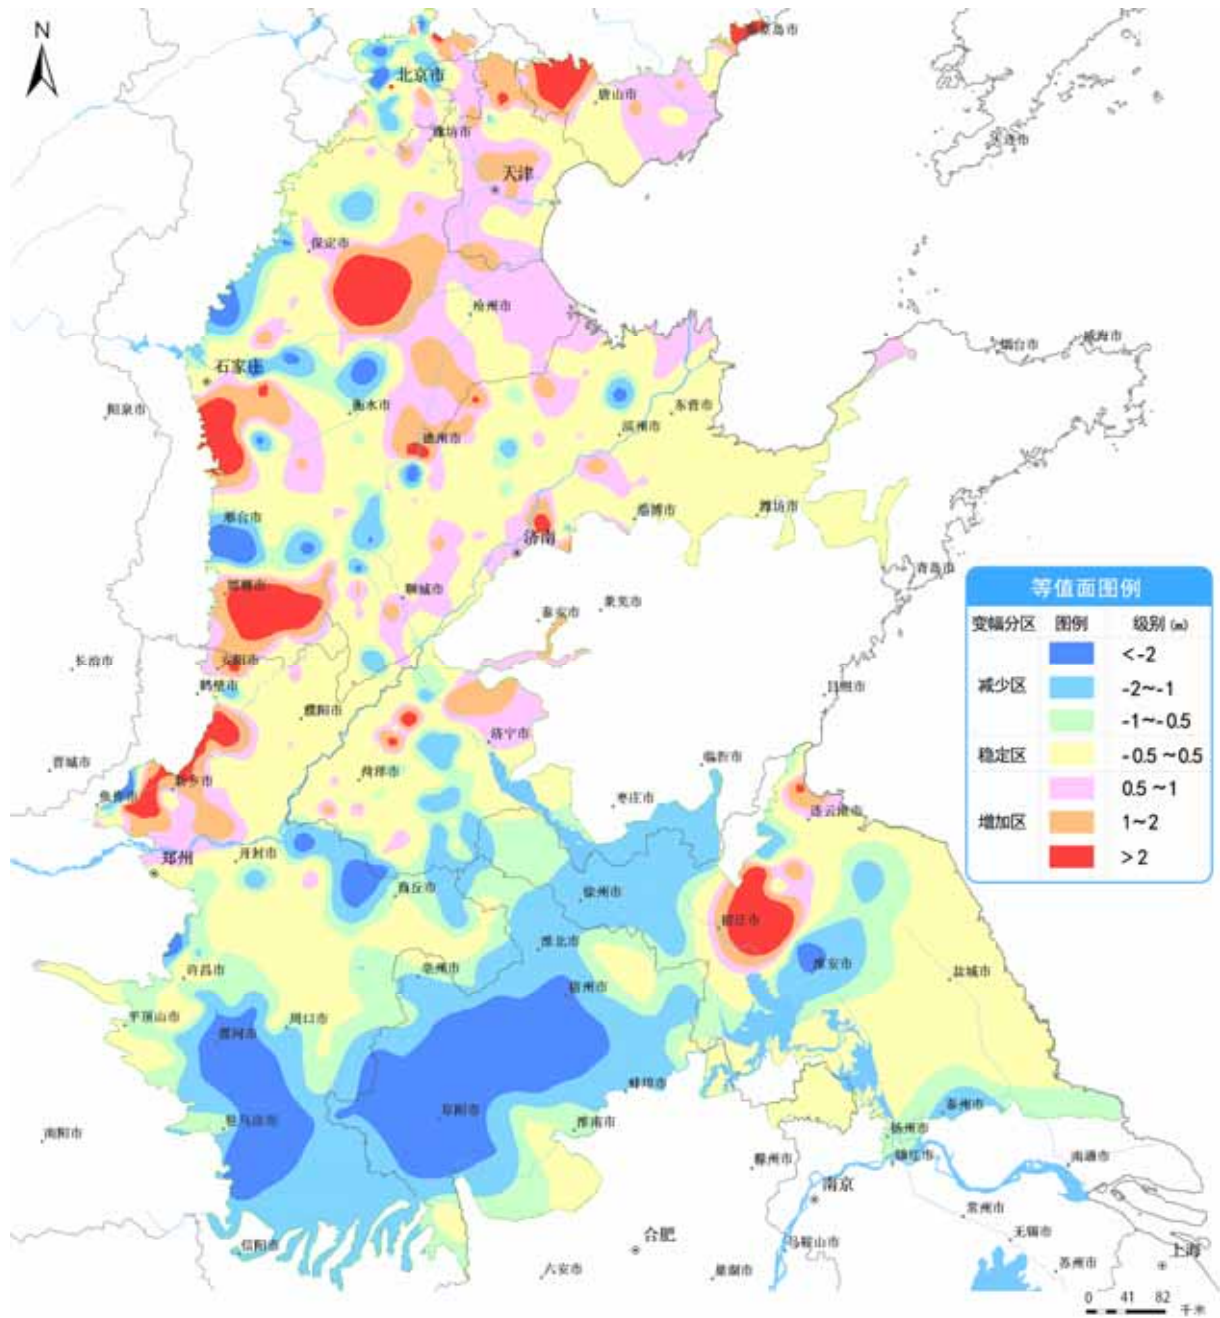 N
北京市
唐山市
廊坊市
天津
大连市
保定市
沧州市
石家庄
烟台市
威海市
阳泉市
衡水市
东营市
滨州市
德州市
邢台市
淄博市
潍坊市
济南
邯郸市
聊城市
泰安市
莱芜市
青岛市
长治市
安阳市
鹤壁市
日照市
濮阳市
济宁市
晋城市
新乡市
菏泽市
临沂市
焦作市
枣庄市
连云港市
郑州
开封市
商丘市
徐州市
宿迁市
淮北市
许昌市
亳州市
淮安市
盐城市
宿州市
平顶山市
漯河市
周口市
蚌埠市
驻马店市
阜阳市
淮南市
泰州市
南阳市
扬州市
滁州市
镇江市
南通市
南京
常州市
信阳市
合肥
马鞍山市
无锡市
上海
六安市
巢湖市
苏州市
等值面图例
变幅分区 图例 级别 (m)
减少区
<-2
-2~-1
-1~-0.5
稳定区
-0.5~0.5
增加区
0.5~1
1~2
>2
0 41 82
千米